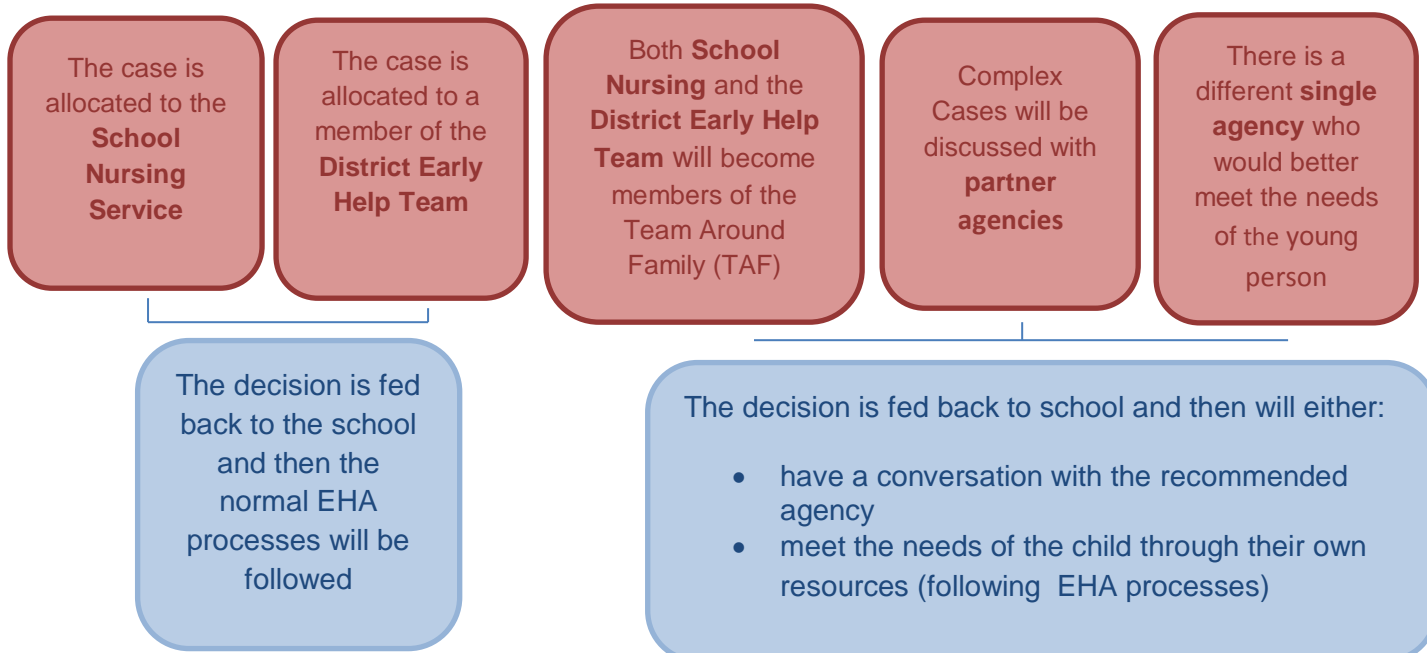 The case is
allocated to the
School
Nursing
Service
The case is
allocated to a
member of the
District Early
Help Team
Both School
Nursing and the
District Early Help
Team will become
members of the
Team Around
Family (TAF)
Complex
Cases will be
discussed with
partner
agencies
There is a
different single
agency who
would better
meet the needs
of the young
person
The decision is fed
back to the school
and then the
normal EHA
processes will be
followed
The decision is fed back to school and then will either:
• have a conversation with the recommended
agency
• meet the needs of the child through their own
resources (following EHA processes)